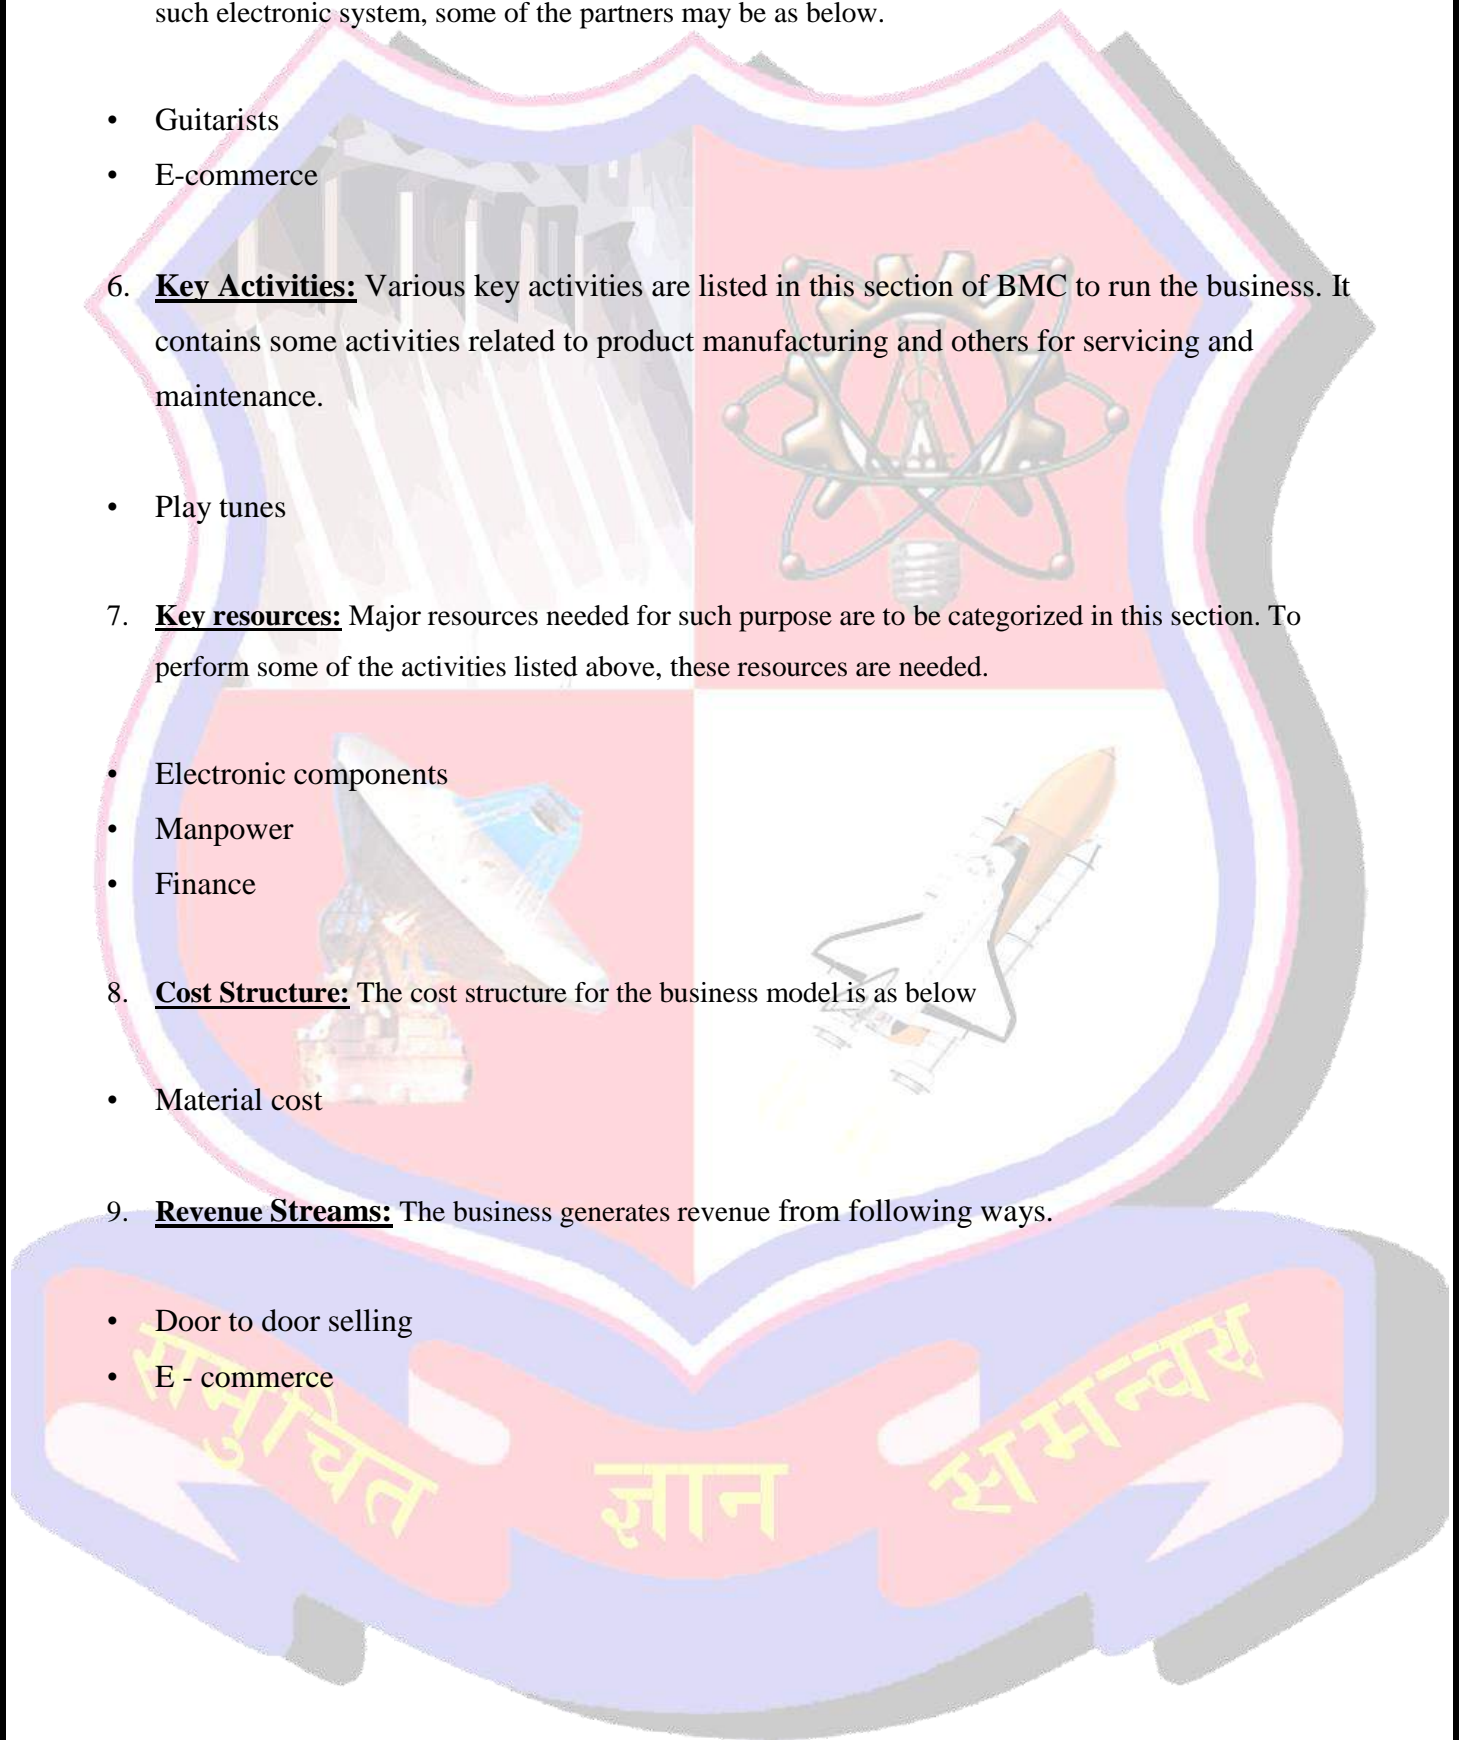 such electronic system, some of the partners may be as below.
• Guitarists
• E-commerce
6. Key Activities: Various key activities are listed in this section of BMC to run the business. It
contains some activities related to product manufacturing and others for servicing and
maintenance.
• Play tunes
7. Key resources: Major resources needed for such purpose are to be categorized in this section. To
perform some of the activities listed above, these resources are needed.
• Electronic components
• Manpower
• Finance
8. Cost Structure: The cost structure for the business model is as below
• Material cost
9. Revenue Streams: The business generates revenue from following ways.
• Door to door selling
• E - commerce
समुचित ज्ञान समन्वय